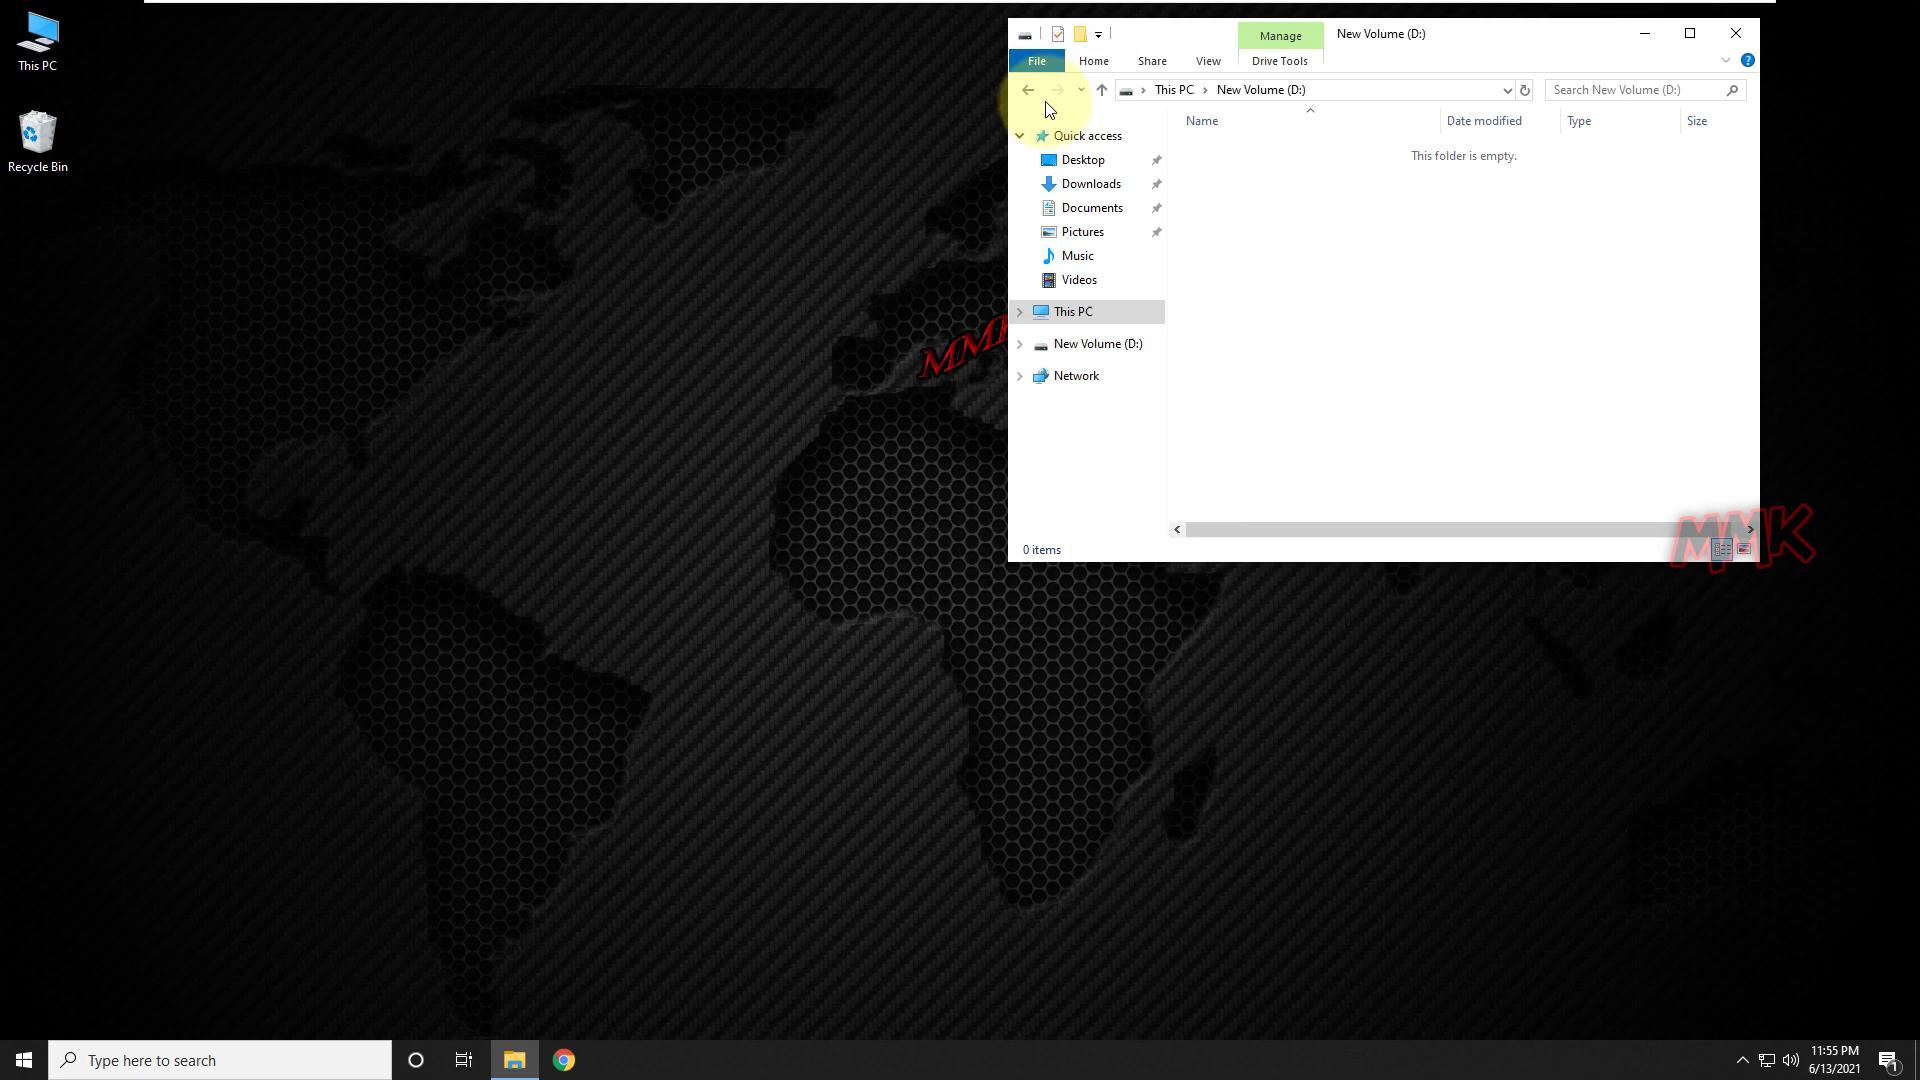 This PC
Recycle Bin
Manage
New Volume (D:)
File
Home
Share
View
Drive Tools
This PC
New Volume (D:)
Search New Volume (D:)
Name
Date modified
Type
Size
This folder is empty.
Quick access
Desktop
Downloads
Documents
Pictures
Music
Videos
This PC
New Volume (D:)
Network
0 items
MMK
Type here to search
11:55 PM
6/13/2021
1